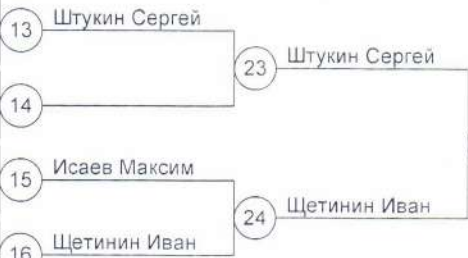 13 Штукин Сергей
23 Штукин Сергей
14
15 Исаев Максим
24 Щетинин Иван
16 Щетинин Иван